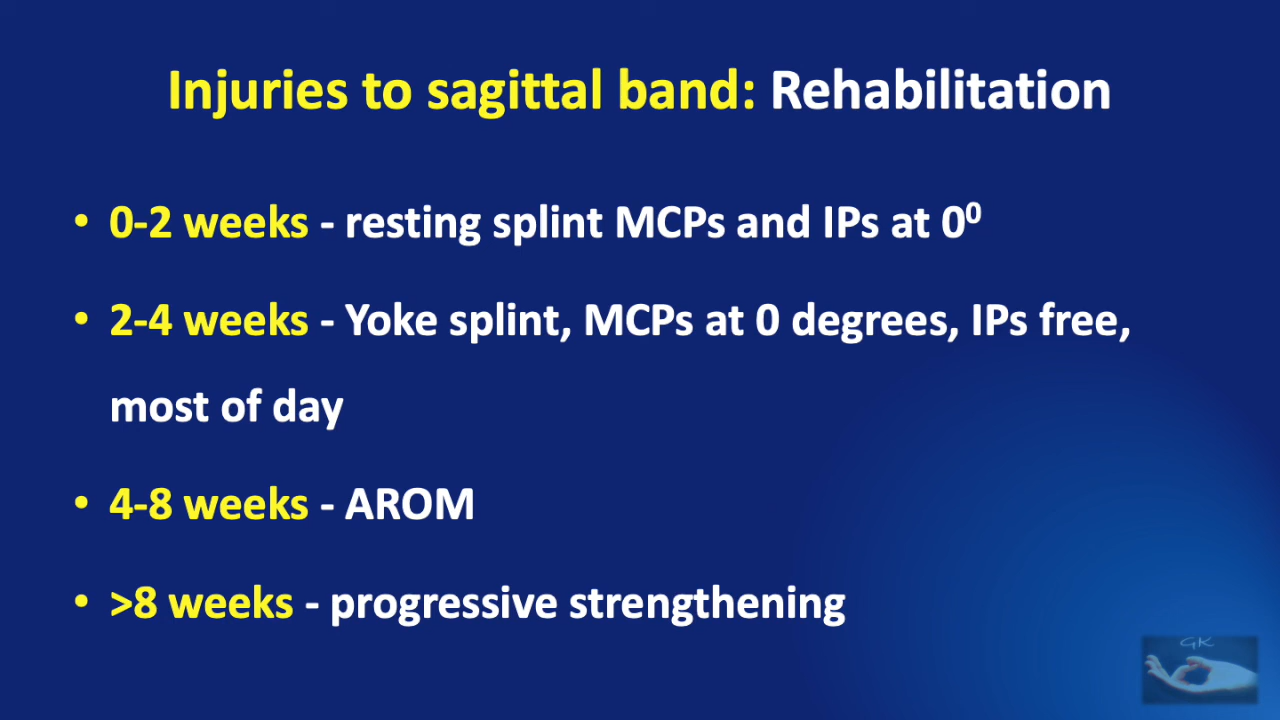 Injuries to sagittal band: Rehabilitation
• 0-2 weeks - resting splint MCPs and IPs at 0⁰
• 2-4 weeks - Yoke splint, MCPs at 0 degrees, IPs free,
most of day
• 4-8 weeks - AROM
• >8 weeks - progressive strengthening
GK